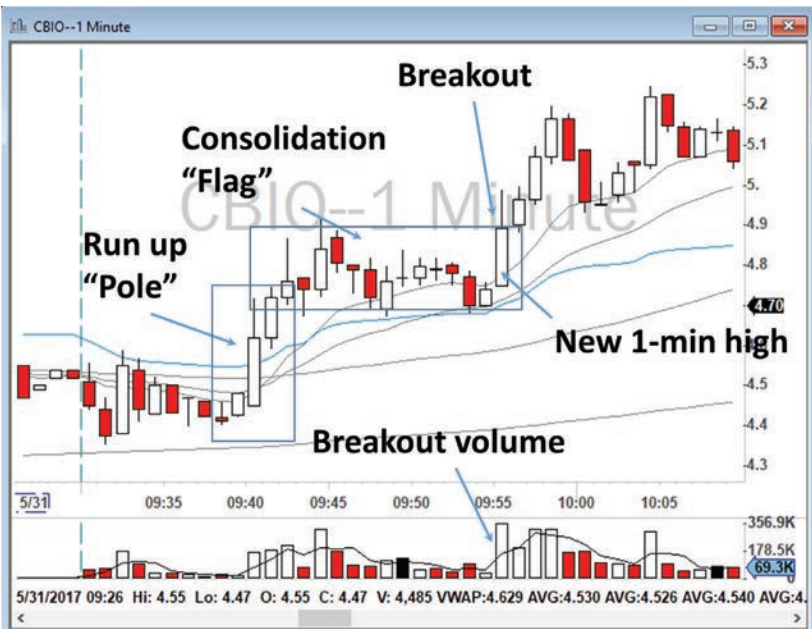 CBIO--1 Minute
CBIO--1 Minute
Breakout
Consolidation
“Flag”
Run up
“Pole”
New 1-min high
Breakout volume
5.3
5.2
5.1
5.
4.9
4.8
4.70
4.5
4.4
4.3
5/31 09:35 09:40 09:45 09:50 09:55 10:00 10:05
356.9K
178.5K
69.3K
0
5/31/2017 09:26 Hi: 4.55 Lo: 4.47 O: 4.55 C: 4.47 V: 4,485 VWAP:4.629 AVG:4.530 AVG:4.526 AVG:4.540 AVG:4.